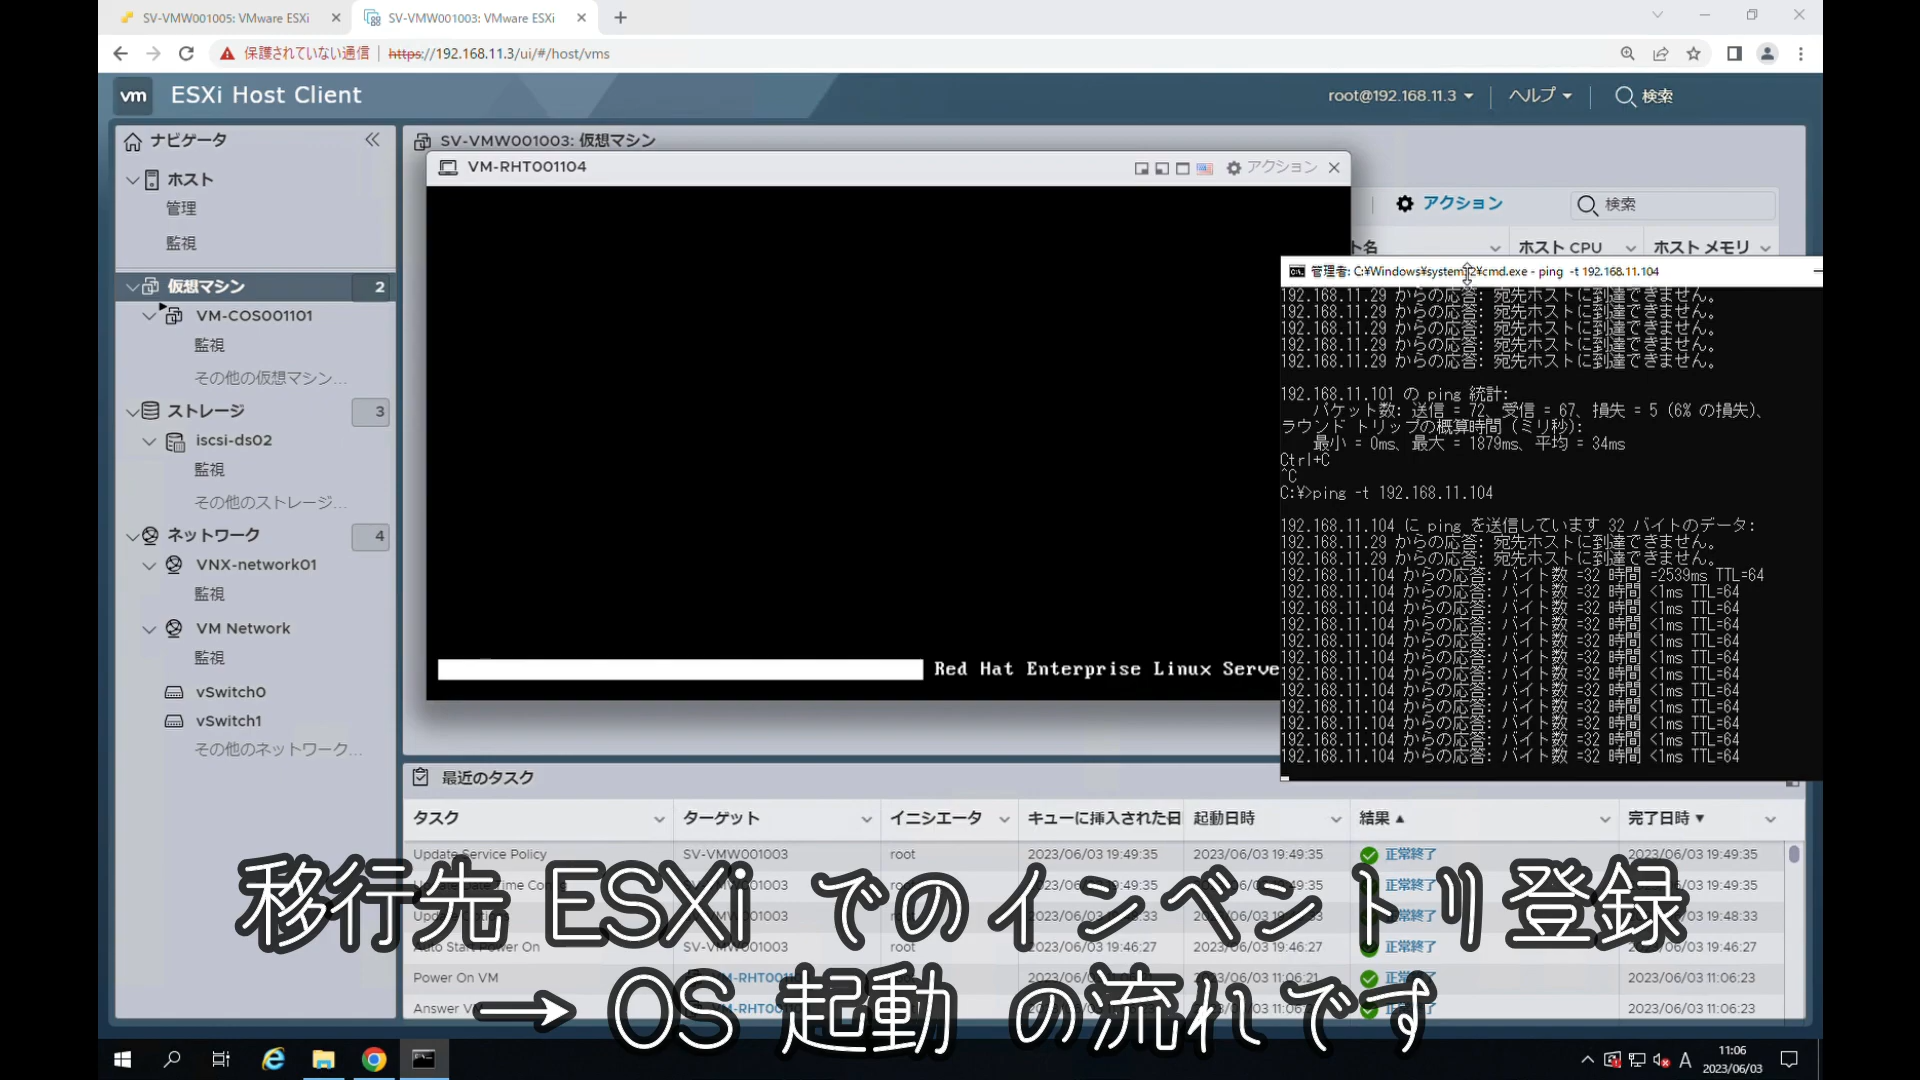 SV-VMW001005: VMware ESXi
SV-VMW001003: VMware ESXi
保護されていない通信
https://192.168.11.3/ui/#/host/vms
vm ESXi Host Client
root@192.168.11.3
ヘルプ
検索
ナビゲータ
ホスト
管理
監視
仮想マシン 2
VM-COS001101
監視
その他の仮想マシン...
ストレージ 3
iscsi-ds02
監視
その他のストレージ...
ネットワーク 4
VNX-network01
監視
VM Network
監視
vSwitch0
vSwitch1
その他のネットワーク...
SV-VMW001003: 仮想マシン
VM-RHT001104
アクション
アクション
検索
ト名 ホスト CPU ホスト メモリ
Red Hat Enterprise Linux Serve
管理者: C:¥Windows¥system32¥cmd.exe - ping -t 192.168.11.104
192.168.11.29 からの応答: 宛先ホストに到達できません。
192.168.11.29 からの応答: 宛先ホストに到達できません。
192.168.11.29 からの応答: 宛先ホストに到達できません。
192.168.11.29 からの応答: 宛先ホストに到達できません。
192.168.11.29 からの応答: 宛先ホストに到達できません。
192.168.11.101 の ping 統計:
パケット数: 送信 = 72、受信 = 67、損失 = 5 (6% の損失)、
ラウンド トリップの概算時間 (ミリ秒):
最小 = 0ms、最大 = 1879ms、平均 = 34ms
Ctrl+C
^C
C:¥>ping -t 192.168.11.104
192.168.11.104 に ping を送信しています 32 バイトのデータ:
192.168.11.29 からの応答: 宛先ホストに到達できません。
192.168.11.29 からの応答: 宛先ホストに到達できません。
192.168.11.104 からの応答: バイト数 =32 時間 =2539ms TTL=64
192.168.11.104 からの応答: バイト数 =32 時間 <1ms TTL=64
192.168.11.104 からの応答: バイト数 =32 時間 <1ms TTL=64
192.168.11.104 からの応答: バイト数 =32 時間 <1ms TTL=64
192.168.11.104 からの応答: バイト数 =32 時間 <1ms TTL=64
192.168.11.104 からの応答: バイト数 =32 時間 <1ms TTL=64
192.168.11.104 からの応答: バイト数 =32 時間 <1ms TTL=64
192.168.11.104 からの応答: バイト数 =32 時間 <1ms TTL=64
192.168.11.104 からの応答: バイト数 =32 時間 <1ms TTL=64
192.168.11.104 からの応答: バイト数 =32 時間 <1ms TTL=64
192.168.11.104 からの応答: バイト数 =32 時間 <1ms TTL=64
192.168.11.104 からの応答: バイト数 =32 時間 <1ms TTL=64
最近のタスク
タスク ターゲット イニシエータ キューに挿入された日 起動日時 結果 完了日時
Update Service Policy SV-VMW001003 root 2023/06/03 19:49:35 2023/06/03 19:49:35 正常終了 2023/06/03 19:49:35
Auto Start Power On SV-VMW001003 root 2023/06/03 19:46:27 2023/06/03 19:46:27 正常終了 2023/06/03 19:46:27
Power On VM 2023/06/03 11:06:23
2023/06/03 11:06:23
移行先 ESXi でのインベントリ登録
→ OS 起動 の流れです
A
11:06
2023/06/03